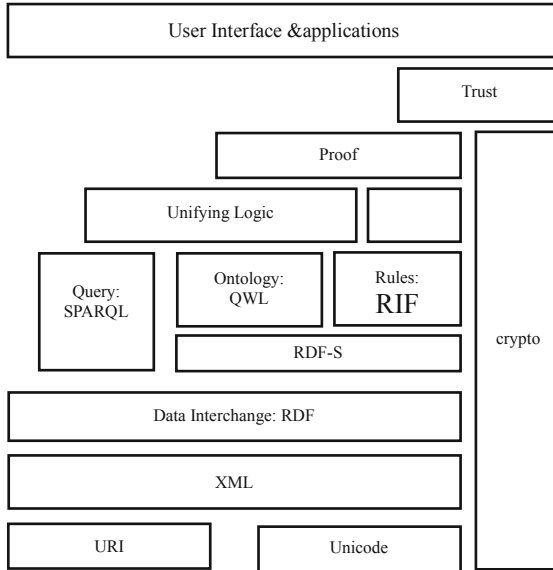 User Interface &applications
Trust
Proof
Unifying Logic
Query:
SPARQL
Ontology:
QWL
Rules:
RIF
crypto
RDF-S
Data Interchange: RDF
XML
URI
Unicode